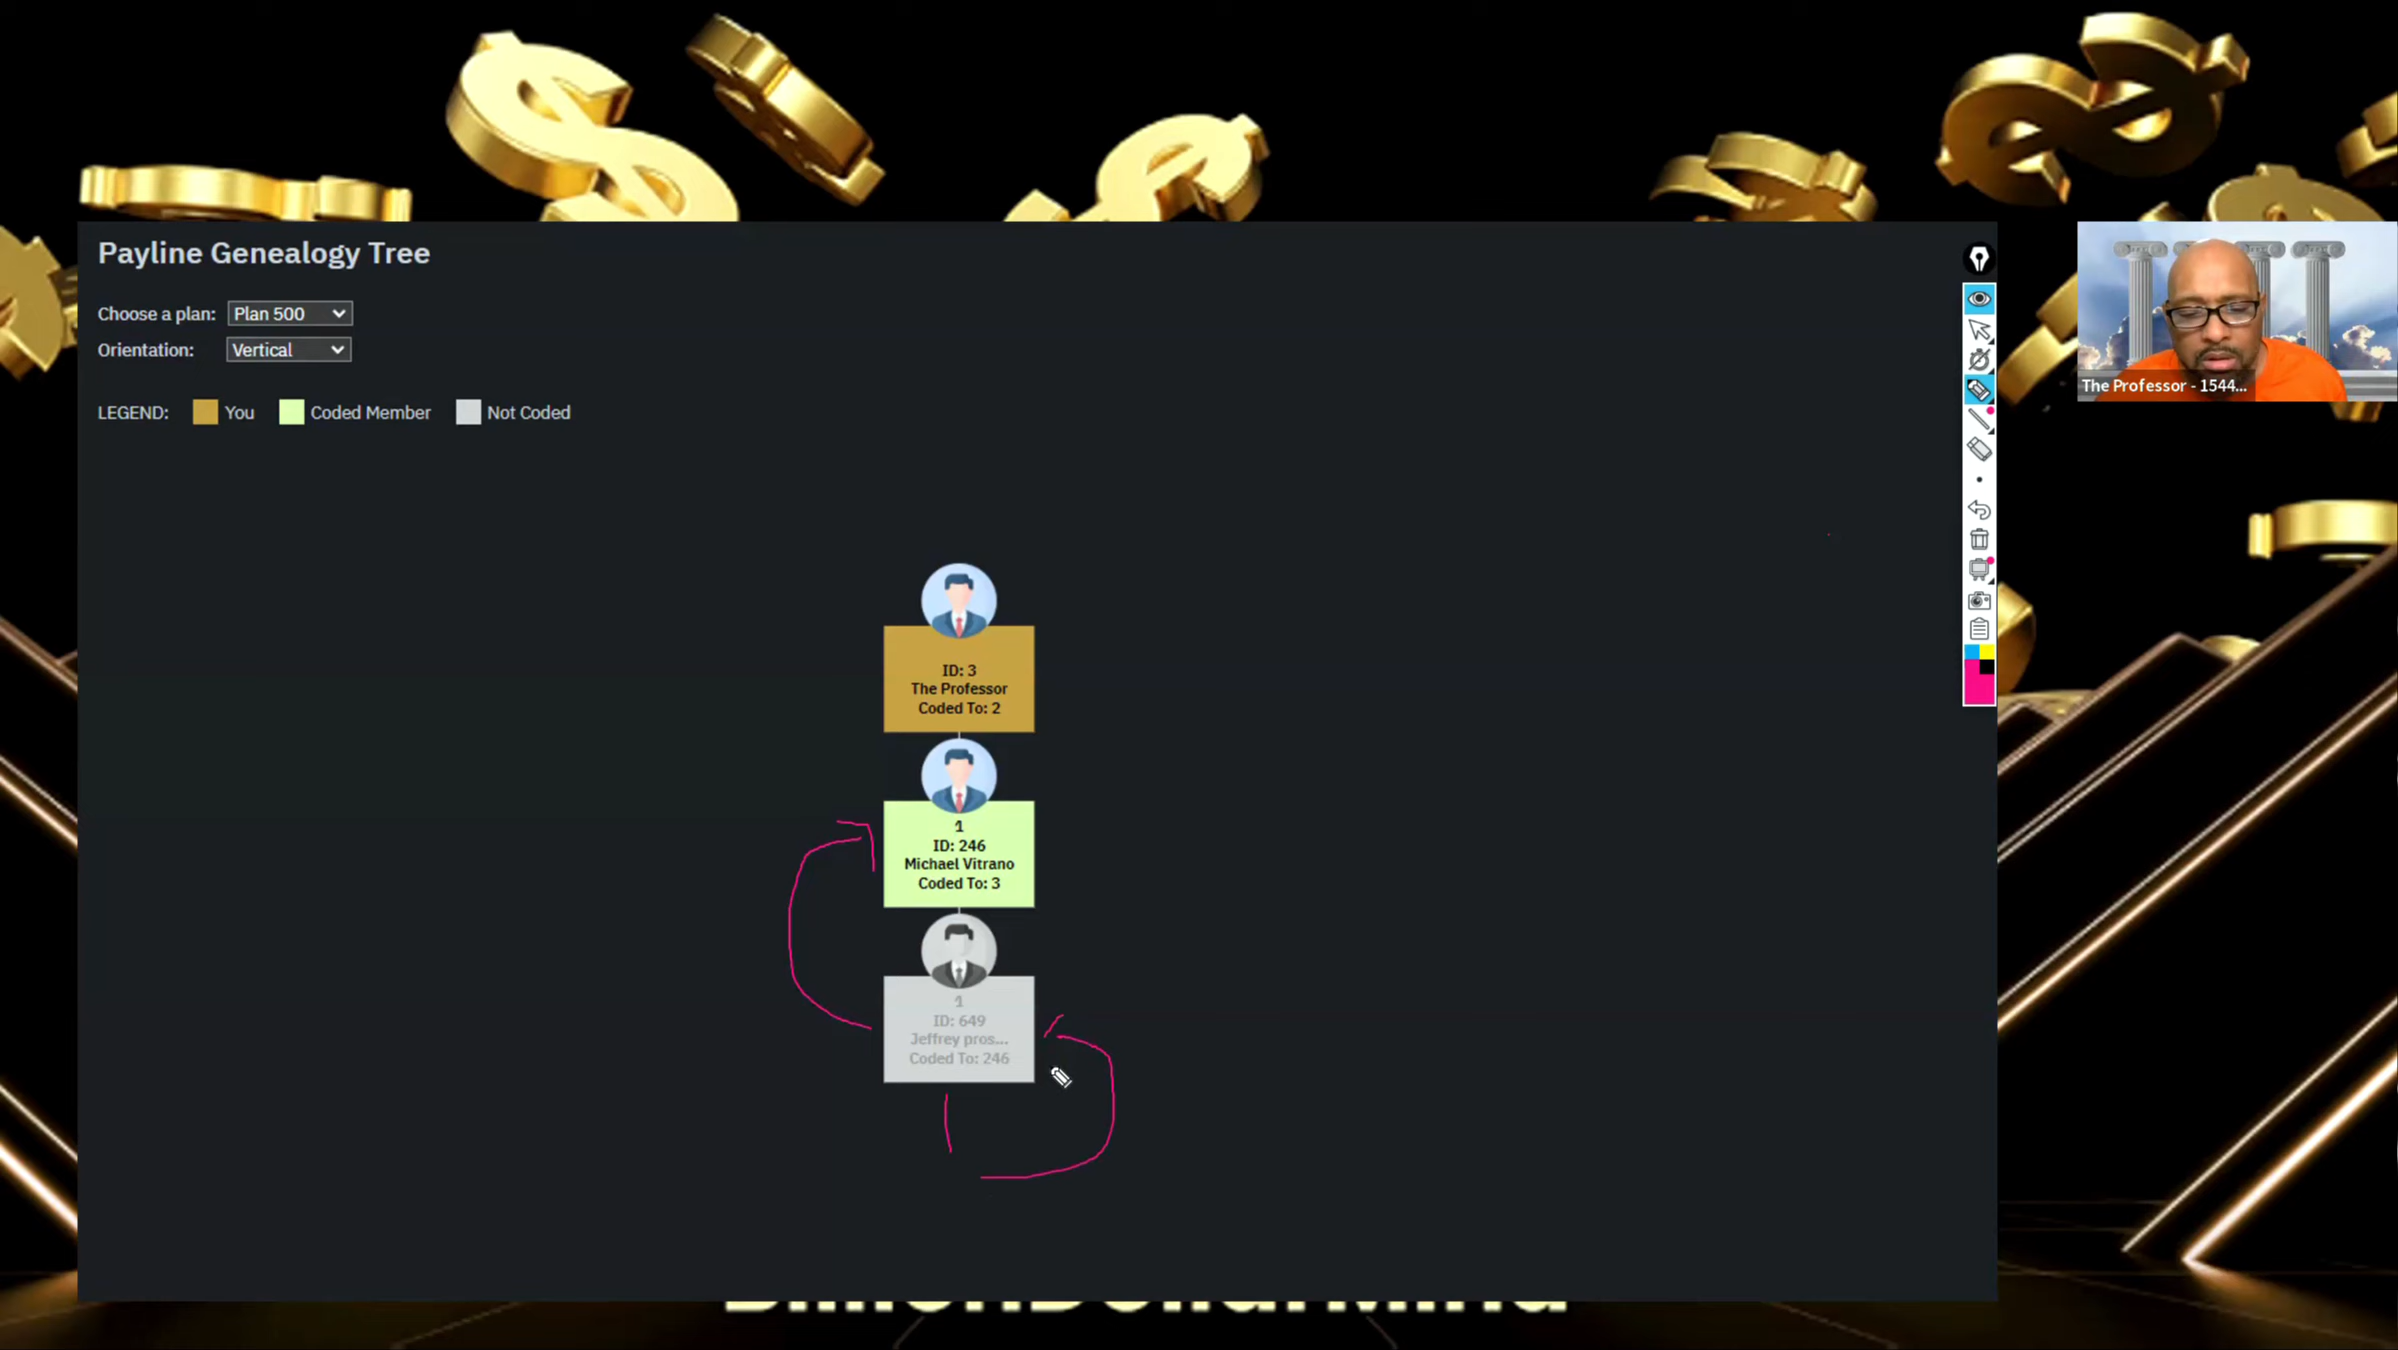 Payline Genealogy Tree
Choose a plan: Plan 500
Orientation: Vertical
LEGEND: You Coded Member Not Coded
The Professor - 1544...
ID: 3
The Professor
Coded To: 2
1
ID: 246
Michael Vitrano
Coded To: 3
1
ID: 649
Jeffrey pros...
Coded To: 246